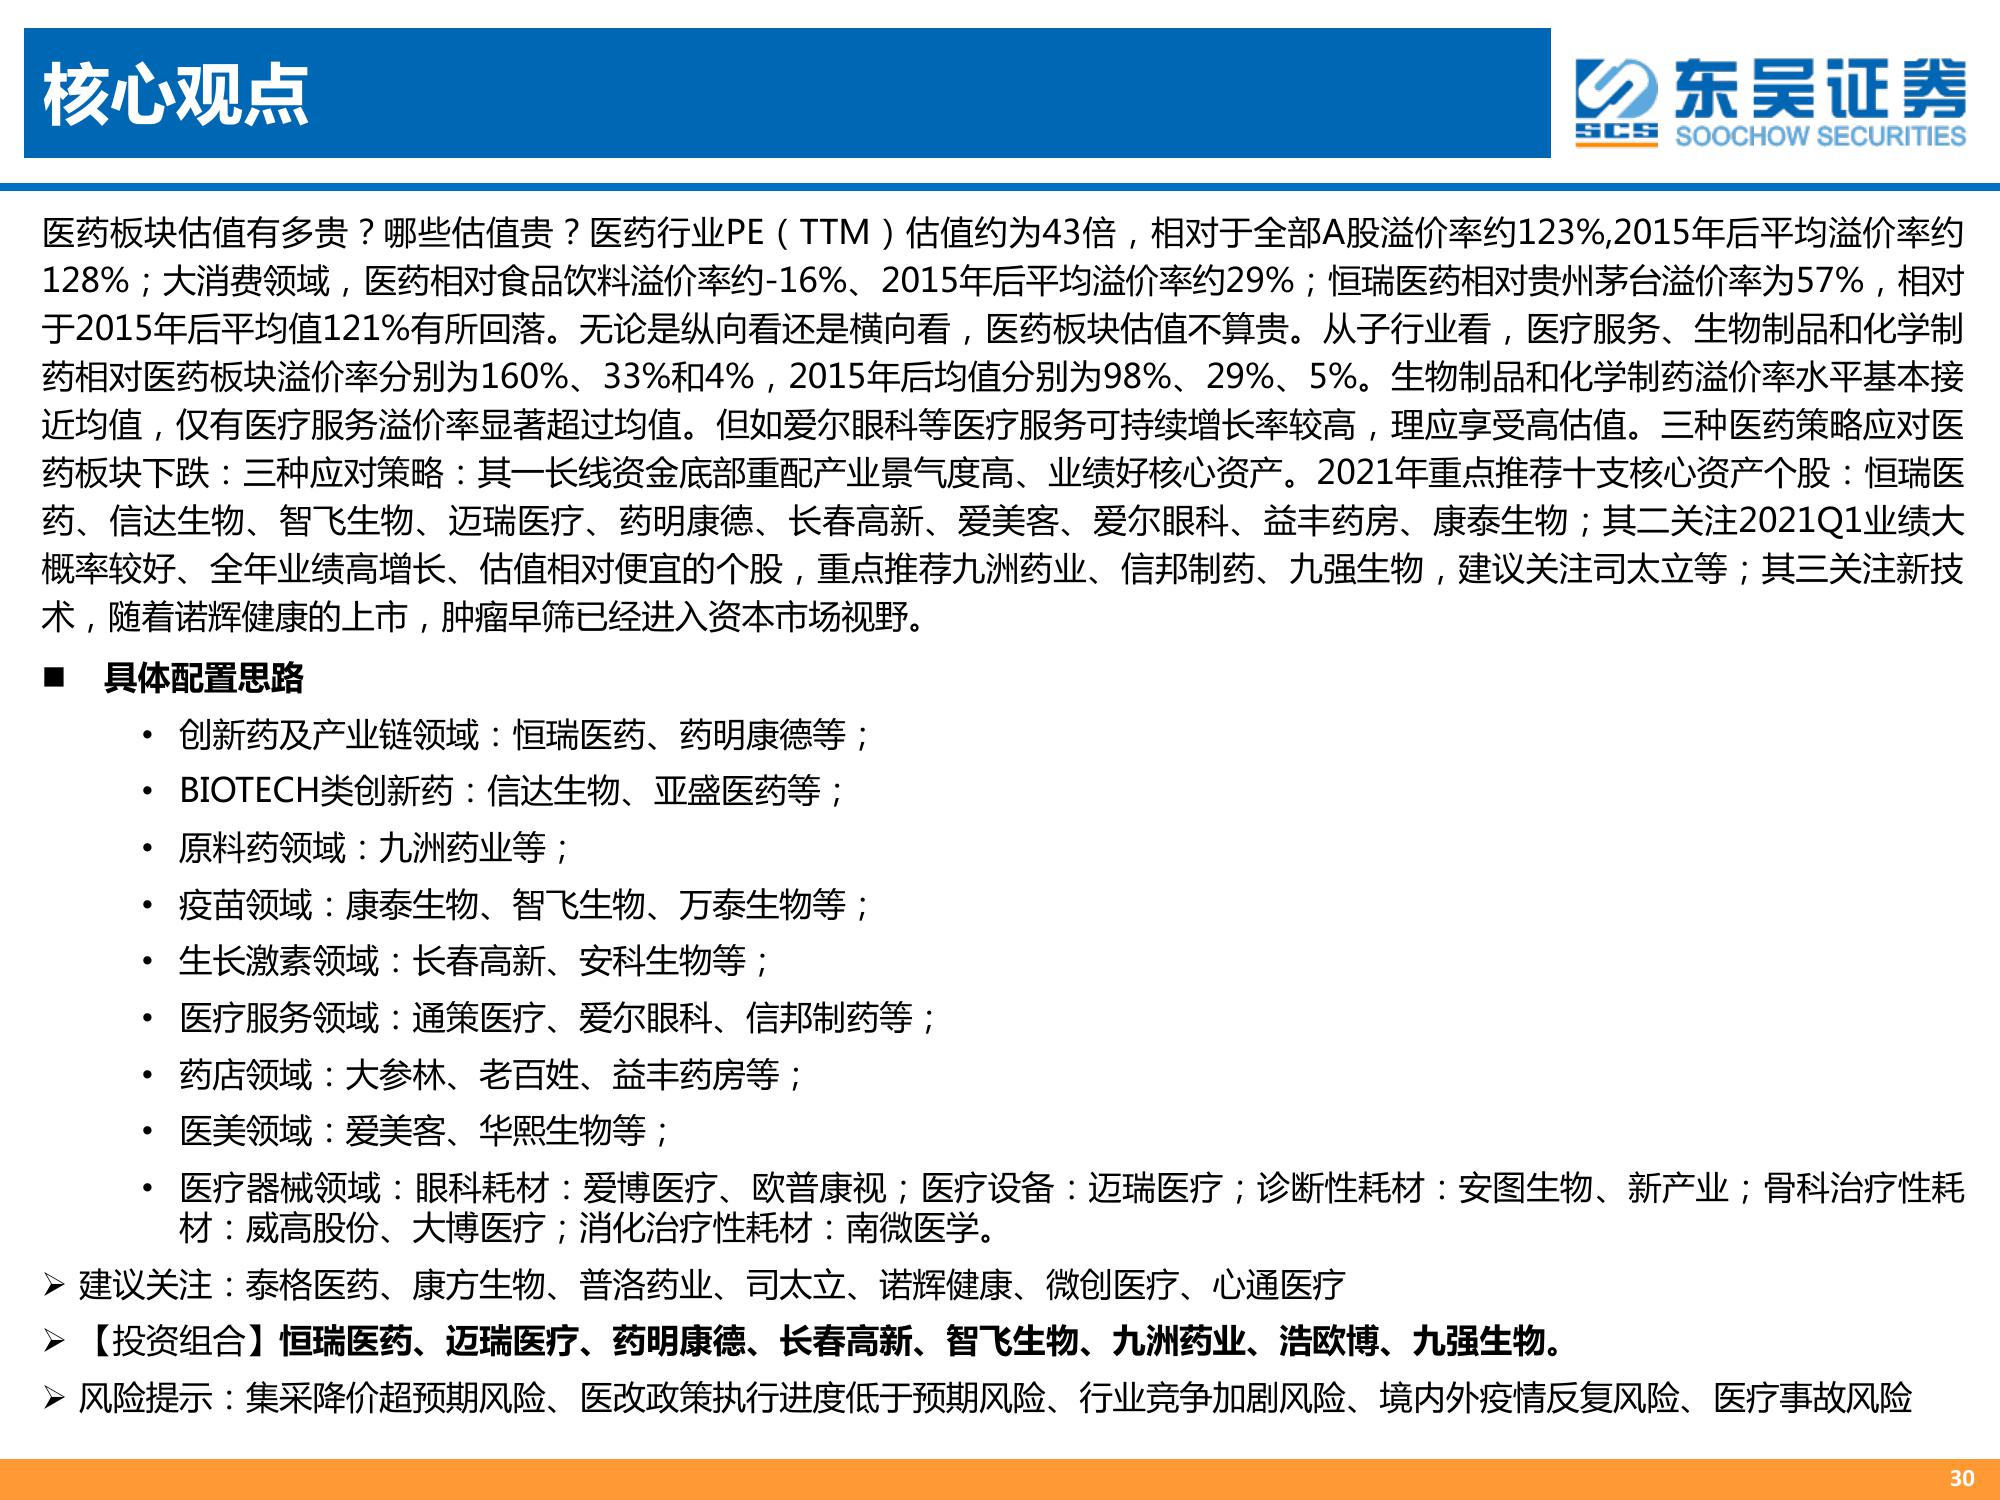 核心观点
东吴证券
SCS
SOOCHOW SECURITIES
医药板块估值有多贵？哪些估值贵？医药行业PE（TTM）估值约为43倍，相对于全部A股溢价率约123%,2015年后平均溢价率约
128%；大消费领域，医药相对食品饮料溢价率约-16%、2015年后平均溢价率约29%；恒瑞医药相对贵州茅台溢价率为57%，相对
于2015年后平均值121%有所回落。无论是纵向看还是横向看，医药板块估值不算贵。从子行业看，医疗服务、生物制品和化学制
药相对医药板块溢价率分别为160%、33%和4%，2015年后均值分别为98%、29%、5%。生物制品和化学制药溢价率水平基本接
近均值，仅有医疗服务溢价率显著超过均值。但如爱尔眼科等医疗服务可持续增长率较高，理应享受高估值。三种医药策略应对医
药板块下跌：三种应对策略：其一长线资金底部重配产业景气度高、业绩好核心资产。2021年重点推荐十支核心资产个股：恒瑞医
药、信达生物、智飞生物、迈瑞医疗、药明康德、长春高新、爱美客、爱尔眼科、益丰药房、康泰生物；其二关注2021Q1业绩大
概率较好、全年业绩高增长、估值相对便宜的个股，重点推荐九洲药业、信邦制药、九强生物，建议关注司太立等；其三关注新技
术，随着诺辉健康的上市，肿瘤早筛已经进入资本市场视野。
■ 具体配置思路
• 创新药及产业链领域：恒瑞医药、药明康德等；
• BIOTECH类创新药：信达生物、亚盛医药等；
• 原料药领域：九洲药业等；
• 疫苗领域：康泰生物、智飞生物、万泰生物等；
• 生长激素领域：长春高新、安科生物等；
• 医疗服务领域：通策医疗、爱尔眼科、信邦制药等；
• 药店领域：大参林、老百姓、益丰药房等；
• 医美领域：爱美客、华熙生物等；
• 医疗器械领域：眼科耗材：爱博医疗、欧普康视；医疗设备：迈瑞医疗；诊断性耗材：安图生物、新产业；骨科治疗性耗
材：威高股份、大博医疗；消化治疗性耗材：南微医学。
➢ 建议关注：泰格医药、康方生物、普洛药业、司太立、诺辉健康、微创医疗、心通医疗
➢ 【投资组合】恒瑞医药、迈瑞医疗、药明康德、长春高新、智飞生物、九洲药业、浩欧博、九强生物。
➢ 风险提示：集采降价超预期风险、医改政策执行进度低于预期风险、行业竞争加剧风险、境内外疫情反复风险、医疗事故风险
30